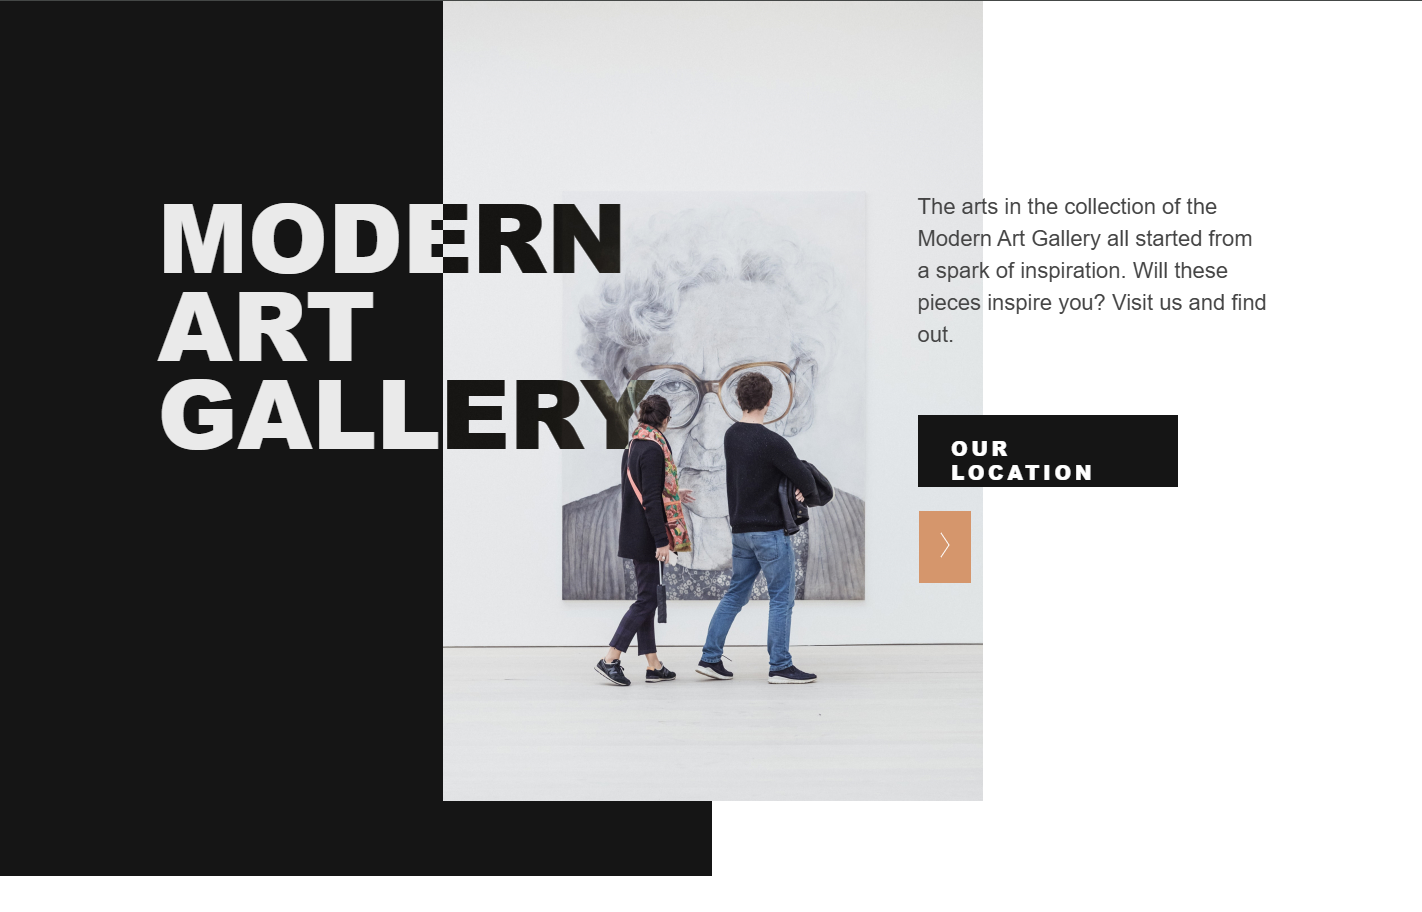 MODERN
ART
GALLERY
The arts in the collection of the
Modern Art Gallery all started from
a spark of inspiration. Will these
pieces inspire you? Visit us and find
out.
OUR
LOCATION